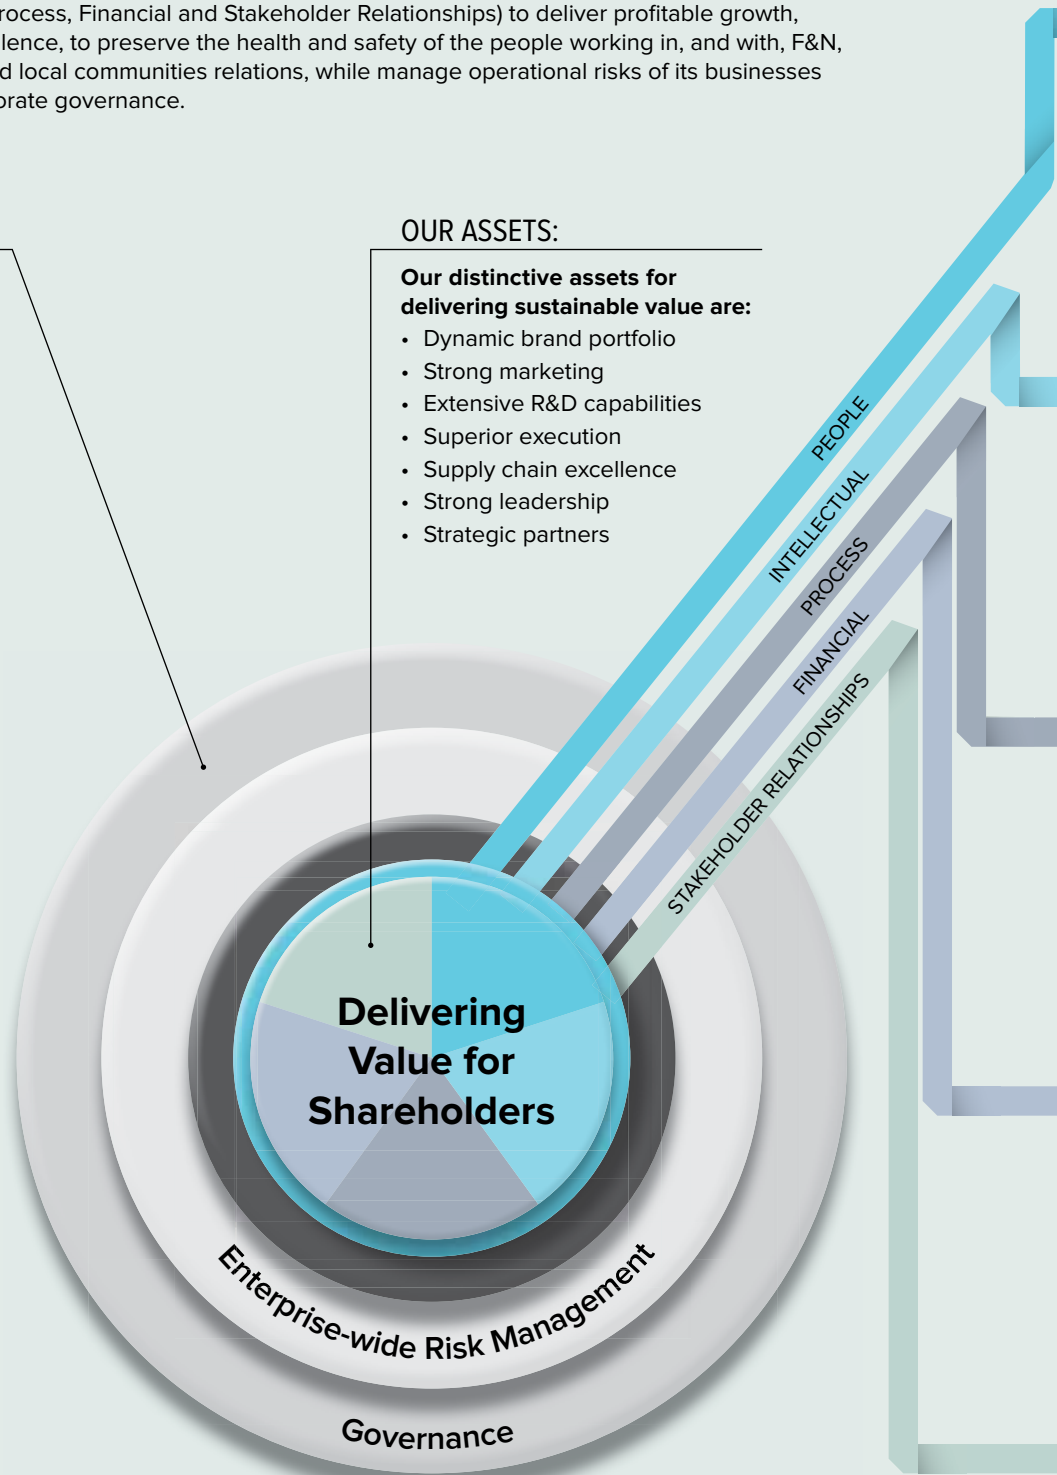 rocess, Financial and Stakeholder Relationships) to deliver profitable growth,
lence, to preserve the health and safety of the people working in, and with, F&N,
d local communities relations, while manage operational risks of its businesses
orate governance.
OUR ASSETS:
Our distinctive assets for
delivering sustainable value are:
• Dynamic brand portfolio
• Strong marketing
• Extensive R&D capabilities
• Superior execution
• Supply chain excellence
• Strong leadership
• Strategic partners
PEOPLE
INTELLECTUAL
PROCESS
FINANCIAL
STAKEHOLDER RELATIONSHIPS
Delivering
Value for
Shareholders
Enterprise-wide Risk Management
Governance